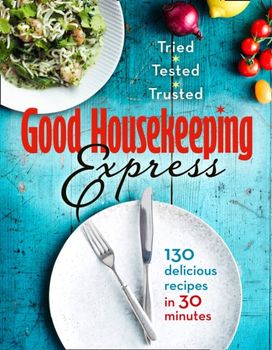 Tried
Tested
Trusted
Good Housekeeping
Express
130
delicious
recipes
in 30
minutes